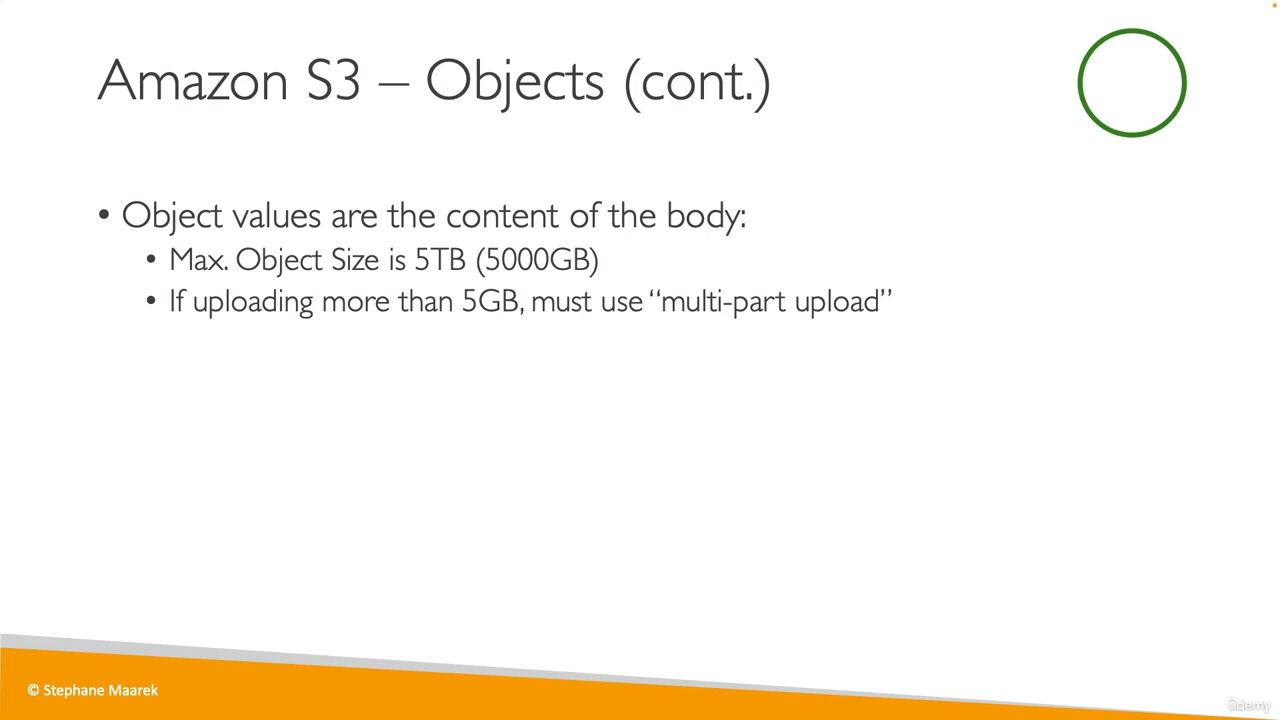 Amazon S3 – Objects (cont.)
• Object values are the content of the body:
• Max. Object Size is 5TB (5000GB)
• If uploading more than 5GB, must use “multi-part upload”
© Stephane Maarek
ûdemy